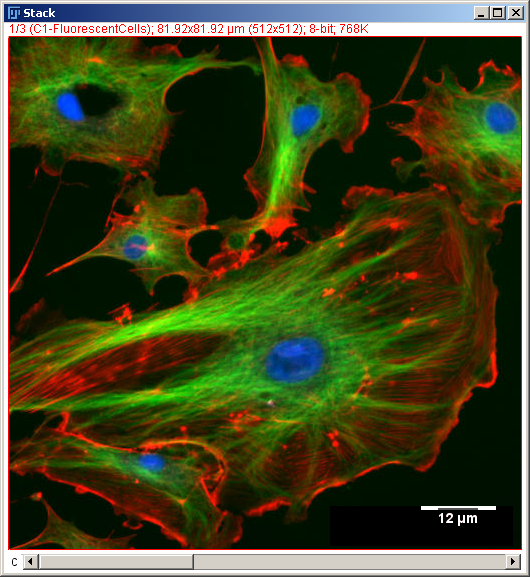 Stack
1/3 (C1-FluorescentCells); 81.92x81.92 µm (512x512); 8-bit; 768K
12 µm
c